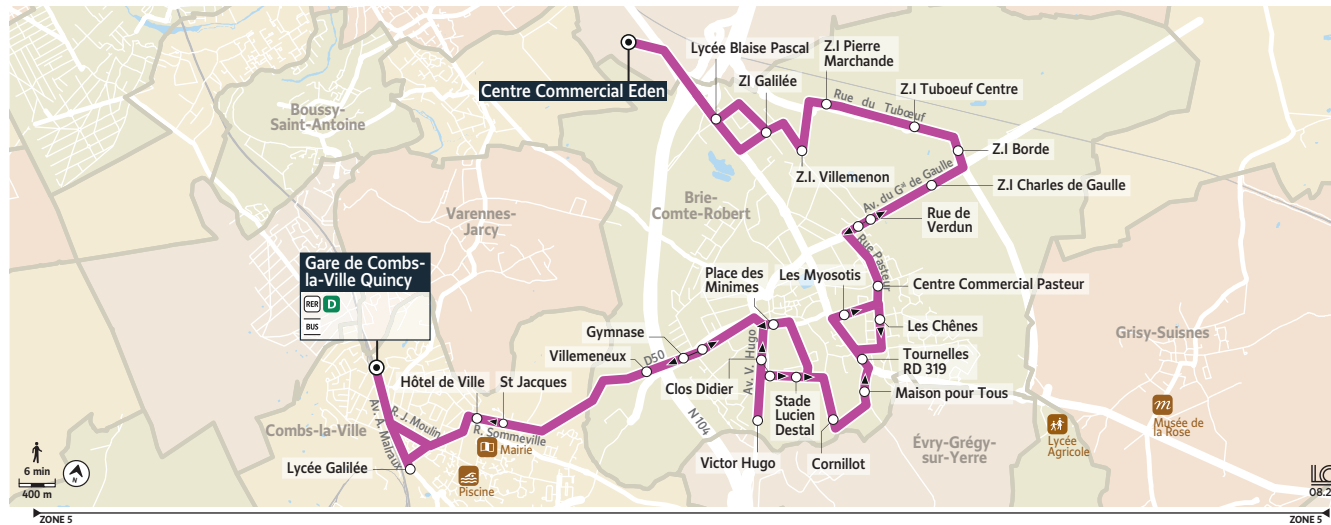 Lycée Blaise Pascal
Z.I Pierre
Marchande
Centre Commercial Eden
ZI Galilée
Z.I Tuboeuf Centre
Rue du Tubœuf
Boussy-
Saint-Antoine
Z.I Borde
Z.I. Villemenon
Z.I Charles de Gaulle
Av. du Gal de Gaulle
Brie-
Comte-Robert
Varennes-
Jarcy
Rue de
Verdun
Rue Pasteur
Gare de Combs-
la-Ville Quincy
RER D
BUS
Place des
Minimes
Les Myosotis
Centre Commercial Pasteur
Les Chênes
Grisy-Suisnes
Gymnase
Villemeneux
D50
Av. V. Hugo
Tournelles
RD 319
Hôtel de Ville
St Jacques
Clos Didier
Maison pour Tous
Stade
Lucien
Destal
Av. A. Malraux
R. J. Moulin
R. Sommeville
N 104
Combs-la-Ville
Mairie
Musée de
la Rose
Lycée
Agricole
Évry-Grégy-
sur-Yerre
Lycée Galilée
Victor Hugo
Cornillot
Piscine
6 min
400 m
N
08.2
ZONE 5
ZONE 5